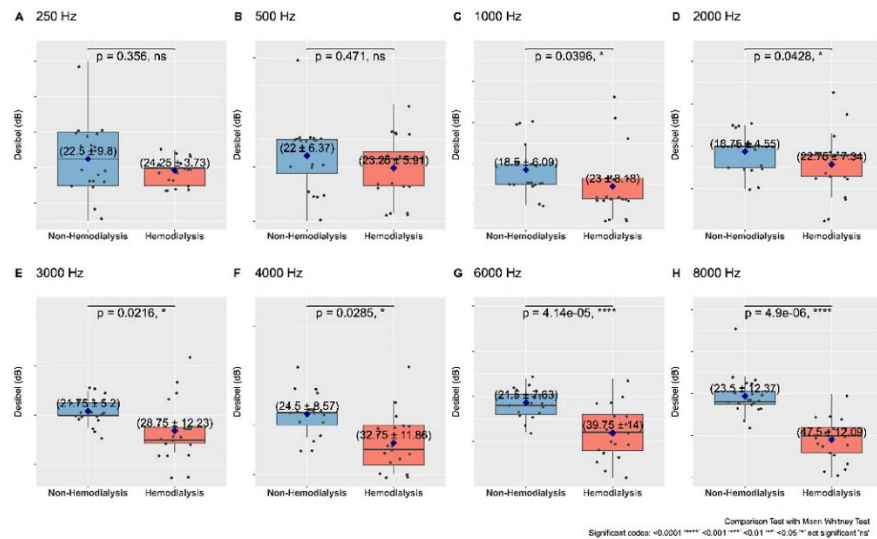 A 250 Hz
p = 0.356, ns
Desibel (dB)
(22.5 ± 9.8)
(24.25 ± 3.73)
Non-Hemodialysis Hemodialysis
B 500 Hz
p = 0.471, ns
Desibel (dB)
(22 ± 6.37)
(23.25 ± 5.91)
Non-Hemodialysis Hemodialysis
C 1000 Hz
p = 0.0396, *
Desibel (dB)
(18.5 ± 6.09)
(23 ± 8.18)
Non-Hemodialysis Hemodialysis
D 2000 Hz
p = 0.0428, *
Desibel (dB)
(18.75 ± 4.55)
(22.75 ± 7.34)
Non-Hemodialysis Hemodialysis
E 3000 Hz
p = 0.0216, *
Desibel (dB)
(21.75 ± 5.2)
(28.75 ± 12.23)
Non-Hemodialysis Hemodialysis
F 4000 Hz
p = 0.0285, *
Desibel (dB)
(24.5 ± 8.57)
(32.75 ± 11.86)
Non-Hemodialysis Hemodialysis
G 6000 Hz
p = 4.14e-05, ****
Desibel (dB)
(21.5 ± 7.63)
(39.75 ± 14)
Non-Hemodialysis Hemodialysis
H 8000 Hz
p = 4.9e-06, ****
Desibel (dB)
(23.5 ± 12.37)
(47.5 ± 12.09)
Non-Hemodialysis Hemodialysis
Comparison Test with Mann Whitney Test
Significant codes: <0.0001 '****' <0.001 '***' <0.01 '**' <0.05 '*' not significant 'ns'